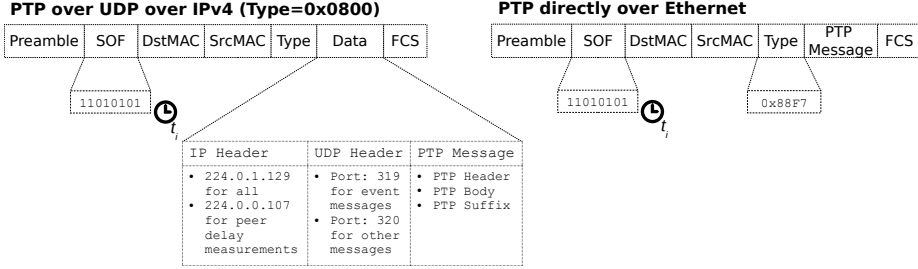 PTP over UDP over IPv4 (Type=0x0800)
Preamble SOF DstMAC SrcMAC Type Data FCS
11010101
t_i
IP Header UDP Header PTP Message
• 224.0.1.129 for all
• 224.0.0.107 for peer delay measurements
• Port: 319 for event messages
• Port: 320 for other messages
• PTP Header
• PTP Body
• PTP Suffix
PTP directly over Ethernet
Preamble SOF DstMAC SrcMAC Type PTP Message FCS
11010101
t_i
0x88F7